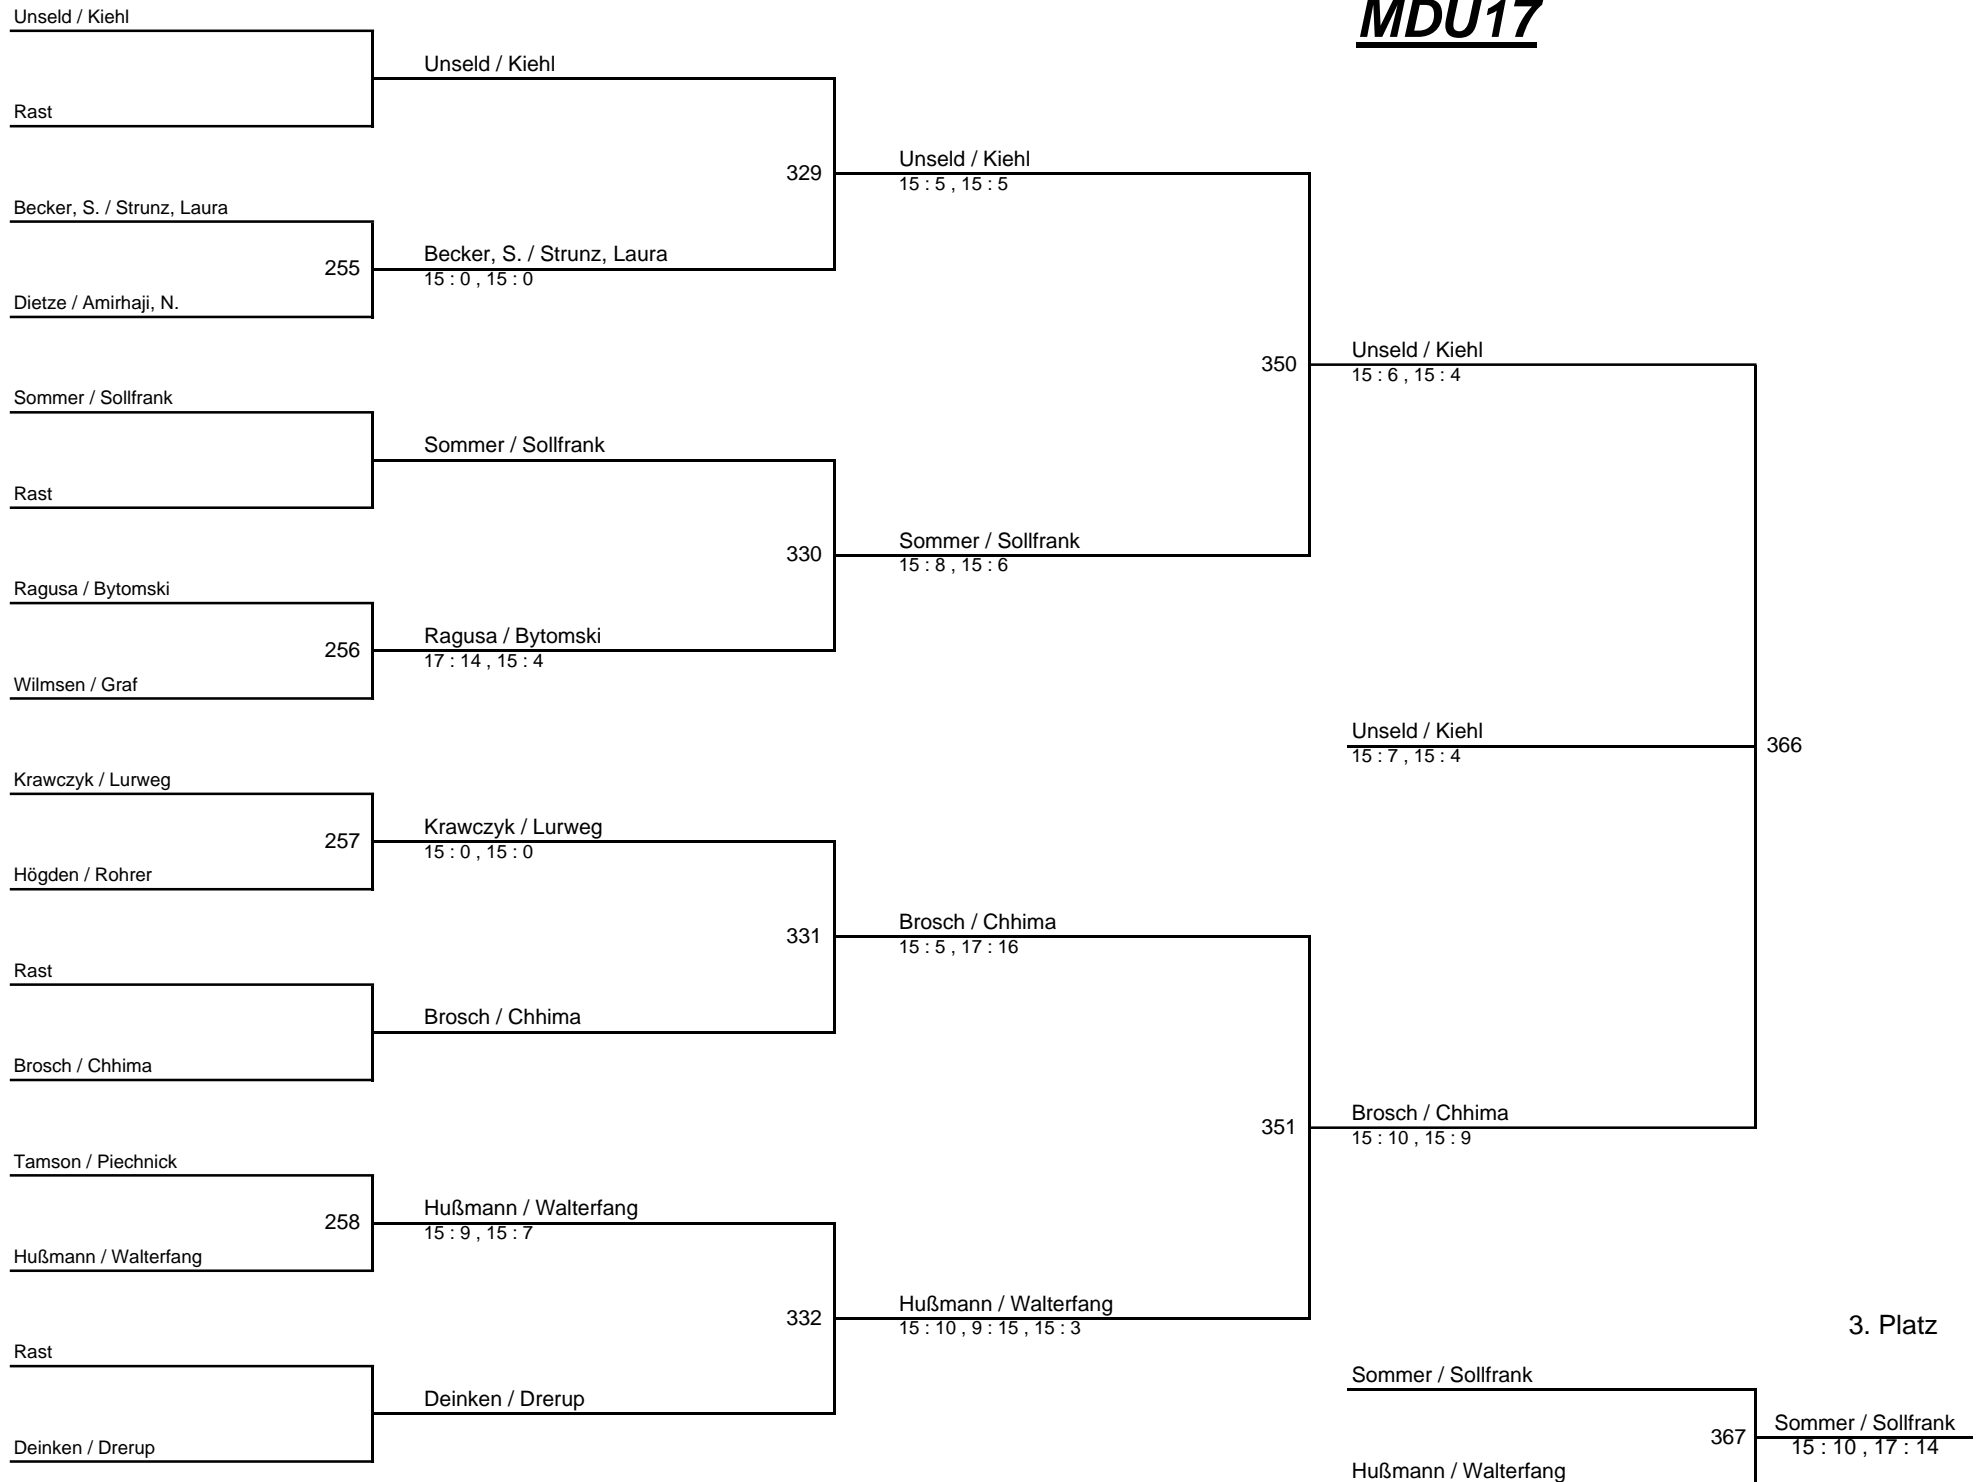 MDU17
Unseld / Kiehl
Unseld / Kiehl
Rast
329
Unseld / Kiehl
15 : 5 , 15 : 5
Becker, S. / Strunz, Laura
255
Becker, S. / Strunz, Laura
15 : 0 , 15 : 0
Dietze / Amirhaji, N.
350
Unseld / Kiehl
15 : 6 , 15 : 4
Sommer / Sollfrank
Sommer / Sollfrank
Rast
330
Sommer / Sollfrank
15 : 8 , 15 : 6
Ragusa / Bytomski
256
Ragusa / Bytomski
17 : 14 , 15 : 4
Wilmsen / Graf
Unseld / Kiehl
15 : 7 , 15 : 4
366
Krawczyk / Lurweg
257
Krawczyk / Lurweg
15 : 0 , 15 : 0
Högden / Rohrer
331
Brosch / Chhima
15 : 5 , 17 : 16
Rast
Brosch / Chhima
Brosch / Chhima
351
Brosch / Chhima
15 : 10 , 15 : 9
Tamson / Piechnick
258
Hußmann / Walterfang
15 : 9 , 15 : 7
Hußmann / Walterfang
332
Hußmann / Walterfang
15 : 10 , 9 : 15 , 15 : 3
Rast
Deinken / Drerup
Deinken / Drerup
3. Platz
Sommer / Sollfrank
367
Sommer / Sollfrank
15 : 10 , 17 : 14
Hußmann / Walterfang